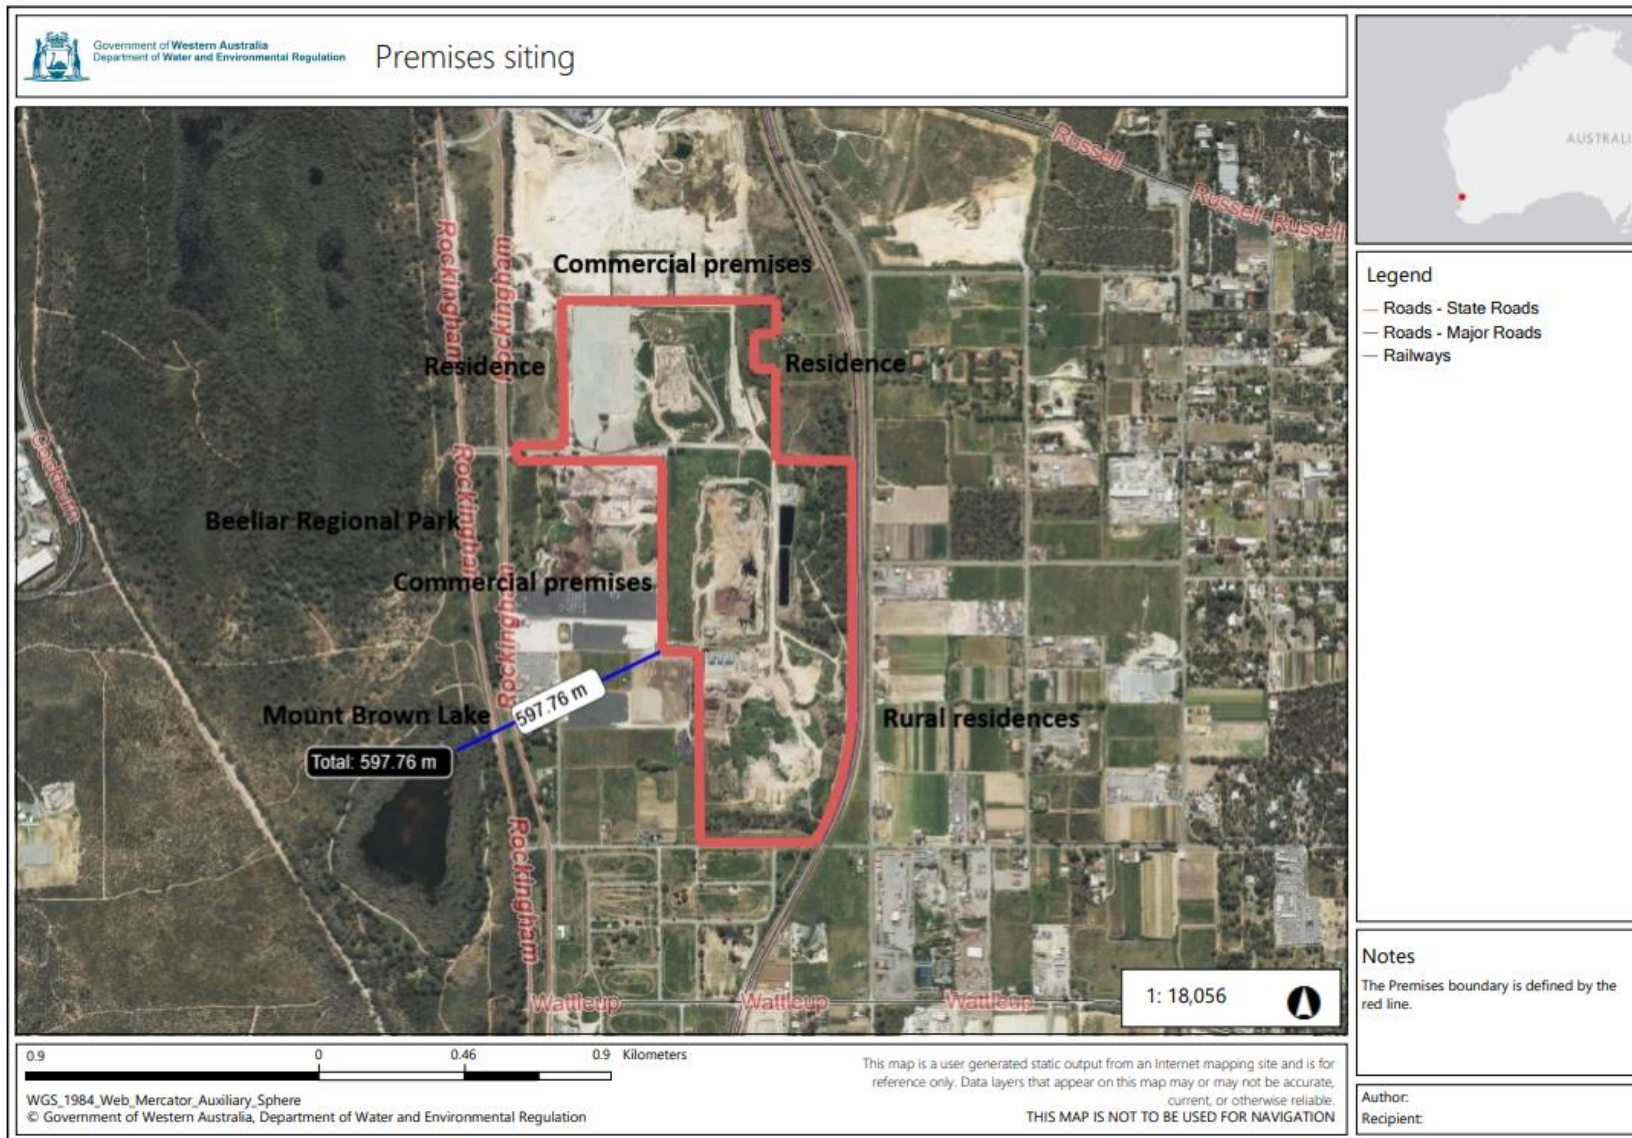 Government of Western Australia
Department of Water and Environmental Regulation
Premises siting
AUSTRALI
Russell
Russell
Russell
Rockingham
Rockingham
Commercial premises
Residence
Residence
Cockburn
Rockingham
Beeliar Regional Park
Commercial premises
Rockingham
597.76 m
Mount Brown Lake
Rural residences
Total: 597.76 m
Rockingham
Wattleup
Wattleup
Wattleup
1: 18,056
Legend
Roads - State Roads
Roads - Major Roads
Railways
Notes
The Premises boundary is defined by the
red line.
0.9
0
0.46
0.9
Kilometers
WGS_1984_Web_Mercator_Auxiliary_Sphere
© Government of Western Australia, Department of Water and Environmental Regulation
This map is a user generated static output from an Internet mapping site and is for
reference only. Data layers that appear on this map may or may not be accurate,
current, or otherwise reliable.
THIS MAP IS NOT TO BE USED FOR NAVIGATION
Author:
Recipient: